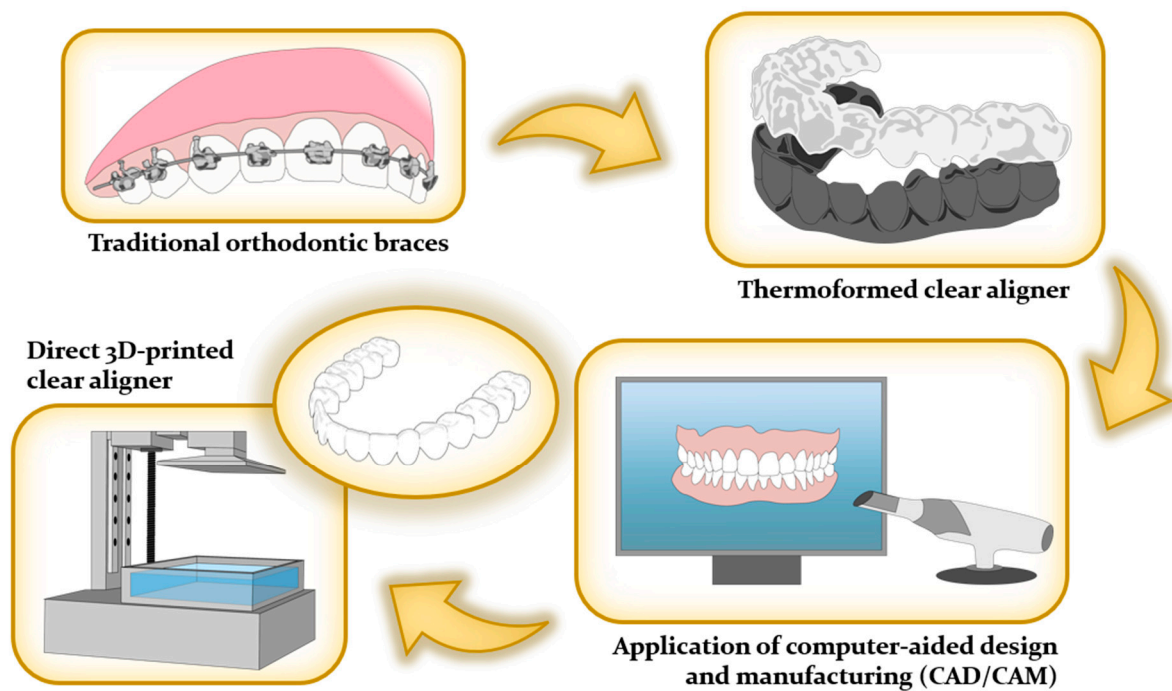 Traditional orthodontic braces
Thermoformed clear aligner
Direct 3D-printed
clear aligner
Application of computer-aided design
and manufacturing (CAD/CAM)